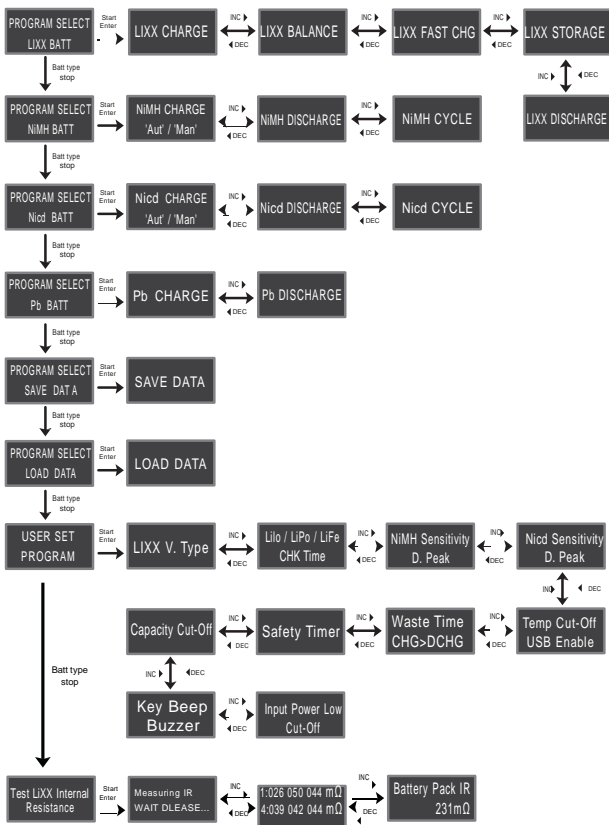 PROGRAM SELECT
LIXX BATT
Start
Enter
LIXX CHARGE
INC
DEC
LIXX BALANCE
INC
DEC
LIXX FAST CHG
INC
DEC
LIXX STORAGE
Batt type
stop
INC
DEC
LIXX DISCHARGE
PROGRAM SELECT
NiMH BATT
Start
Enter
NiMH CHARGE
'Aut' / 'Man'
INC
DEC
NiMH DISCHARGE
INC
DEC
NiMH CYCLE
Batt type
stop
PROGRAM SELECT
Nicd BATT
Start
Enter
Nicd CHARGE
'Aut' / 'Man'
INC
DEC
Nicd DISCHARGE
INC
DEC
Nicd CYCLE
Batt type
stop
PROGRAM SELECT
Pb BATT
Start
Enter
Pb CHARGE
INC
DEC
Pb DISCHARGE
Batt type
stop
PROGRAM SELECT
SAVE DAT A
Start
Enter
SAVE DATA
Batt type
stop
PROGRAM SELECT
LOAD DATA
Start
Enter
LOAD DATA
Batt type
stop
USER SET
PROGRAM
Start
Enter
LIXX V. Type
INC
DEC
LiIo / LiPo / LiFe
CHK Time
INC
DEC
NiMH Sensitivity
D. Peak
INC
DEC
Nicd Sensitivity
D. Peak
INC
DEC
Capacity Cut-Off
INC
DEC
Safety Timer
INC
DEC
Waste Time
CHG>DCHG
INC
DEC
Temp Cut-Off
USB Enable
Batt type
stop
INC
DEC
Key Beep
Buzzer
INC
DEC
Input Power Low
Cut-Off
Test LiXX Internal
Resistance
Start
Enter
Measuring IR
WAIT DLEASE...
INC
DEC
1:026 050 044 mΩ
4:039 042 044 mΩ
INC
DEC
Battery Pack IR
231mΩ